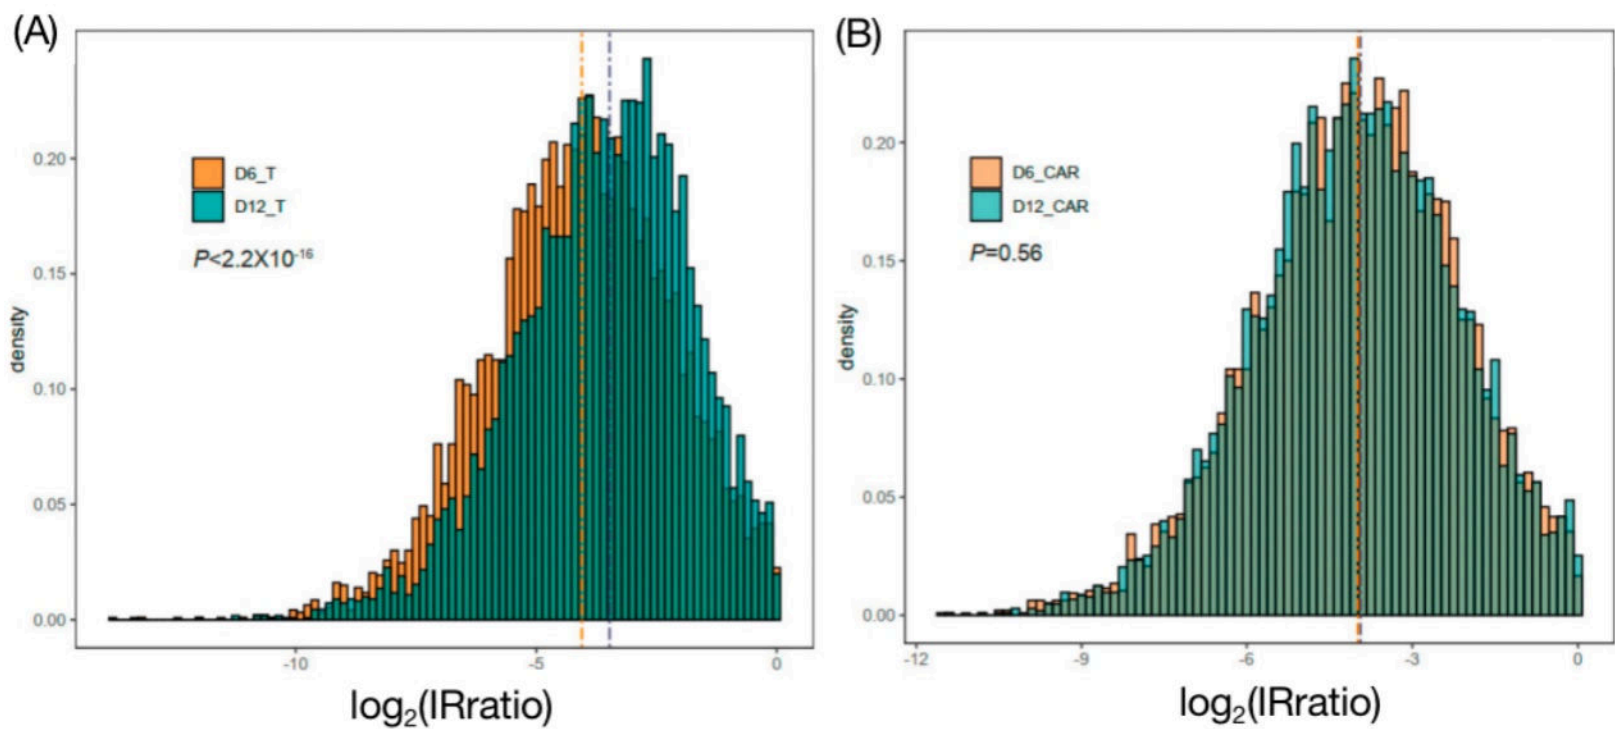 (A)
D6_T
D12_T
P<2.2X10-16
density
0.20
0.15
0.10
0.05
0.00
-10
-5
0
log2(IRratio)
(B)
D6_CAR
D12_CAR
P=0.56
density
0.20
0.15
0.10
0.05
0.00
-12
-9
-6
-3
0
log2(IRratio)